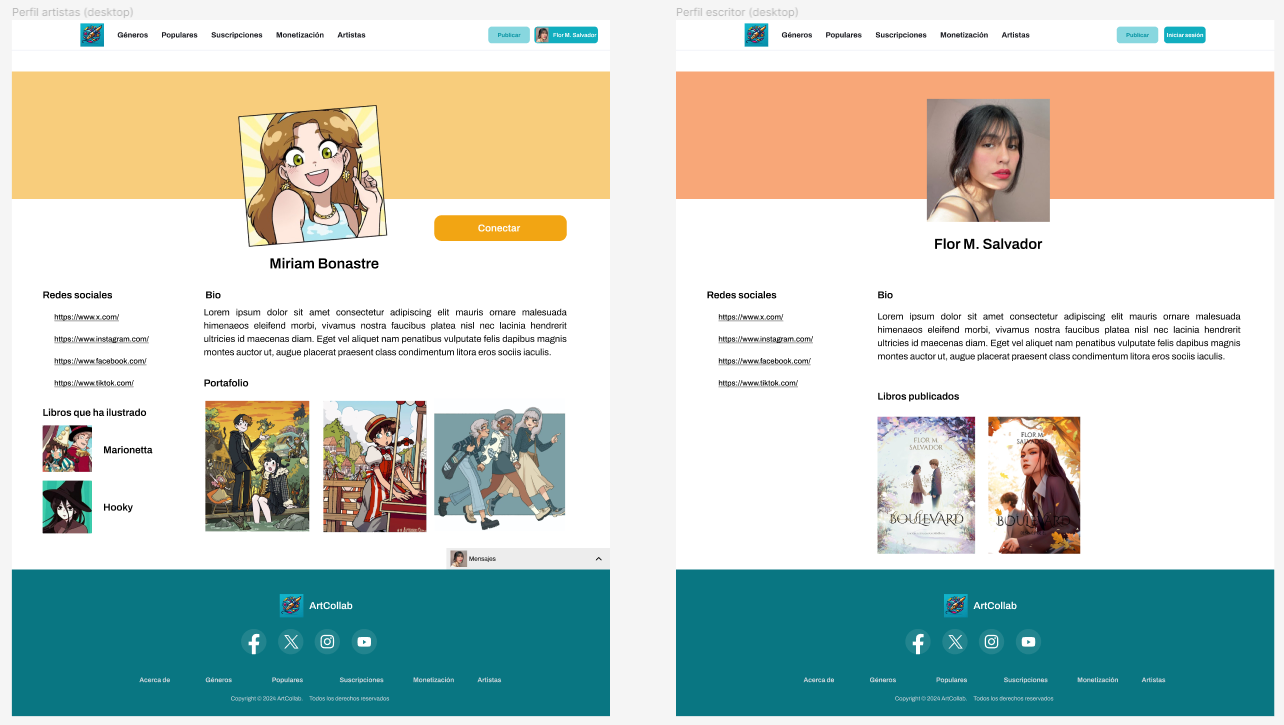 Perfil artistas (desktop)
Géneros Populares Suscripciones Monetización Artistas Publicar Flor M. Salvador
Conectar
Miriam Bonastre
Redes sociales
https://www.x.com/
https://www.instagram.com/
https://www.facebook.com/
https://www.tiktok.com/
Libros que ha ilustrado
Marionetta
Hooky
Bio
Lorem ipsum dolor sit amet consectetur adipiscing elit mauris ornare malesuada
himenaeos eleifend morbi, vivamus nostra faucibus platea nisl nec lacinia hendrerit
ultricies id maecenas diam. Eget vel aliquet nam penatibus vulputate felis dapibus magnis
montes auctor ut, augue placerat praesent class condimentum litora eros sociis iaculis.
Portafolio
Mensajes
ArtCollab
Acerca de Géneros Populares Suscripciones Monetización Artistas
Copyright © 2024 ArtCollab. Todos los derechos reservados
Perfil escritor (desktop)
Géneros Populares Suscripciones Monetización Artistas Publicar Iniciar sesión
Flor M. Salvador
Redes sociales
https://www.x.com/
https://www.instagram.com/
https://www.facebook.com/
https://www.tiktok.com/
Bio
Lorem ipsum dolor sit amet consectetur adipiscing elit mauris ornare malesuada
himenaeos eleifend morbi, vivamus nostra faucibus platea nisl nec lacinia hendrerit
ultricies id maecenas diam. Eget vel aliquet nam penatibus vulputate felis dapibus magnis
montes auctor ut, augue placerat praesent class condimentum litora eros sociis iaculis.
Libros publicados
FLOR M.
SALVADOR
BOULEVARD
FLOR M.
SALVADOR
BOULEVARD
ArtCollab
Acerca de Géneros Populares Suscripciones Monetización Artistas
Copyright © 2024 ArtCollab. Todos los derechos reservados